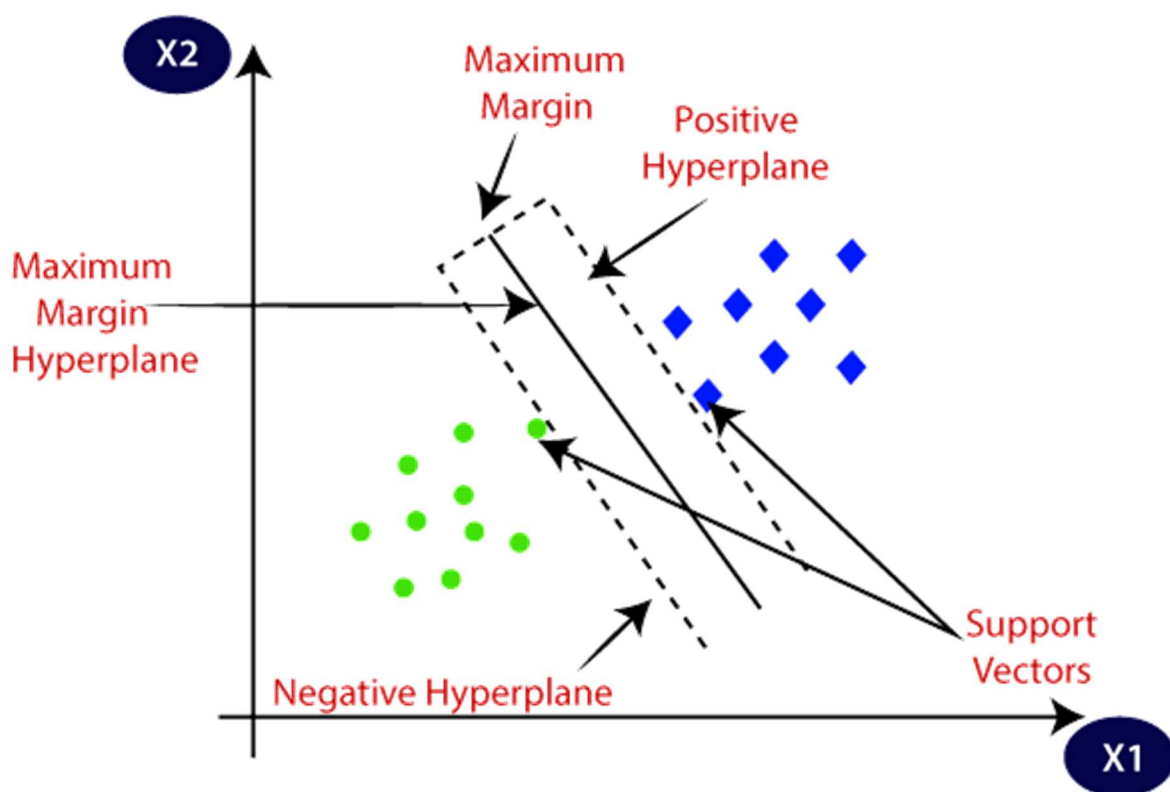 X2
Maximum
Margin
Positive
Hyperplane
Maximum
Margin
Hyperplane
Support
Vectors
Negative Hyperplane
X1